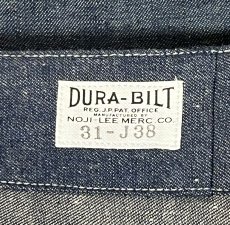 DURA-BILT
REG. J.P. PAT. OFFICE
MANUFACTURED BY
NOJI-LEE MERC. CO.
31-J38